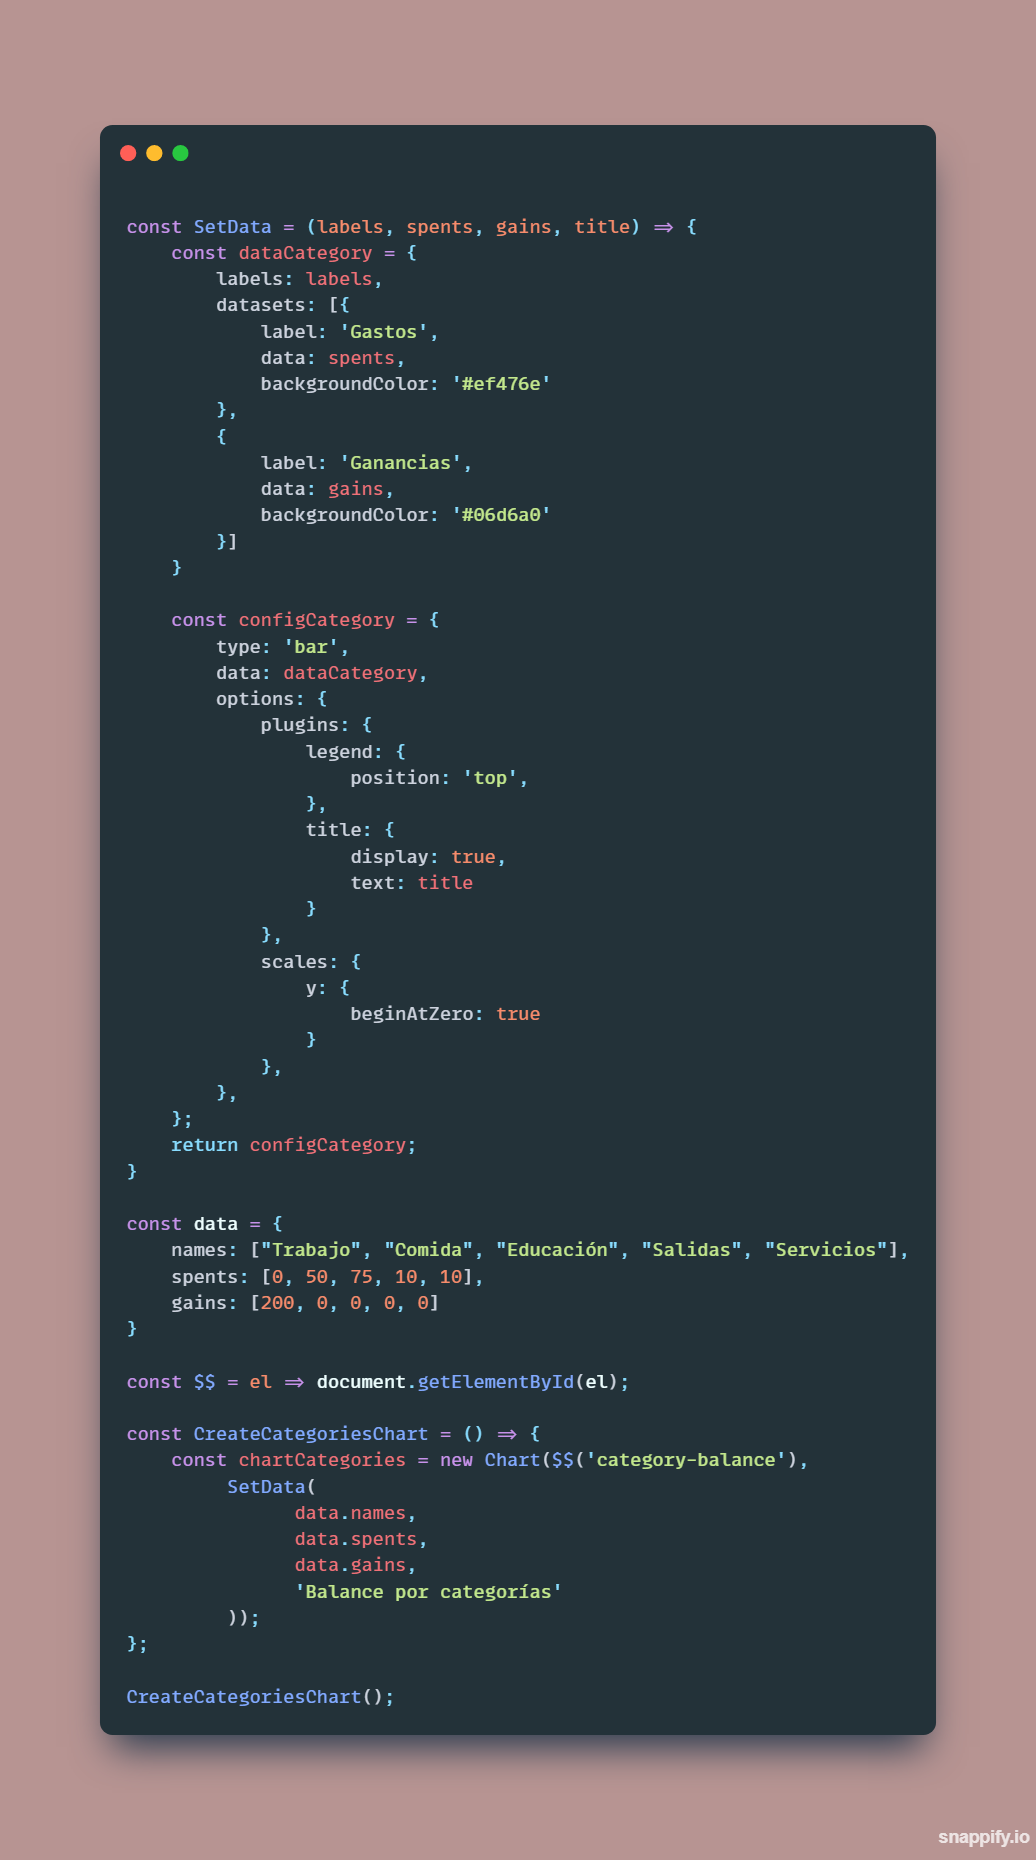 const SetData = (labels, spents, gains, title) => {
    const dataCategory = {
        labels: labels,
        datasets: [{
            label: 'Gastos',
            data: spents,
            backgroundColor: '#ef476e'
        },
        {
            label: 'Ganancias',
            data: gains,
            backgroundColor: '#06d6a0'
        }]
    }

    const configCategory = {
        type: 'bar',
        data: dataCategory,
        options: {
            plugins: {
                legend: {
                    position: 'top',
                },
                title: {
                    display: true,
                    text: title
                }
            },
            scales: {
                y: {
                    beginAtZero: true
                }
            },
        },
    };
    return configCategory;
}

const data = {
    names: ["Trabajo", "Comida", "Educación", "Salidas", "Servicios"],
    spents: [0, 50, 75, 10, 10],
    gains: [200, 0, 0, 0, 0]
}

const $$ = el => document.getElementById(el);

const CreateCategoriesChart = () => {
    const chartCategories = new Chart($$('category-balance'),
         SetData(
               data.names,
               data.spents,
               data.gains,
               'Balance por categorías'
         ));
};

CreateCategoriesChart();
snappify.io